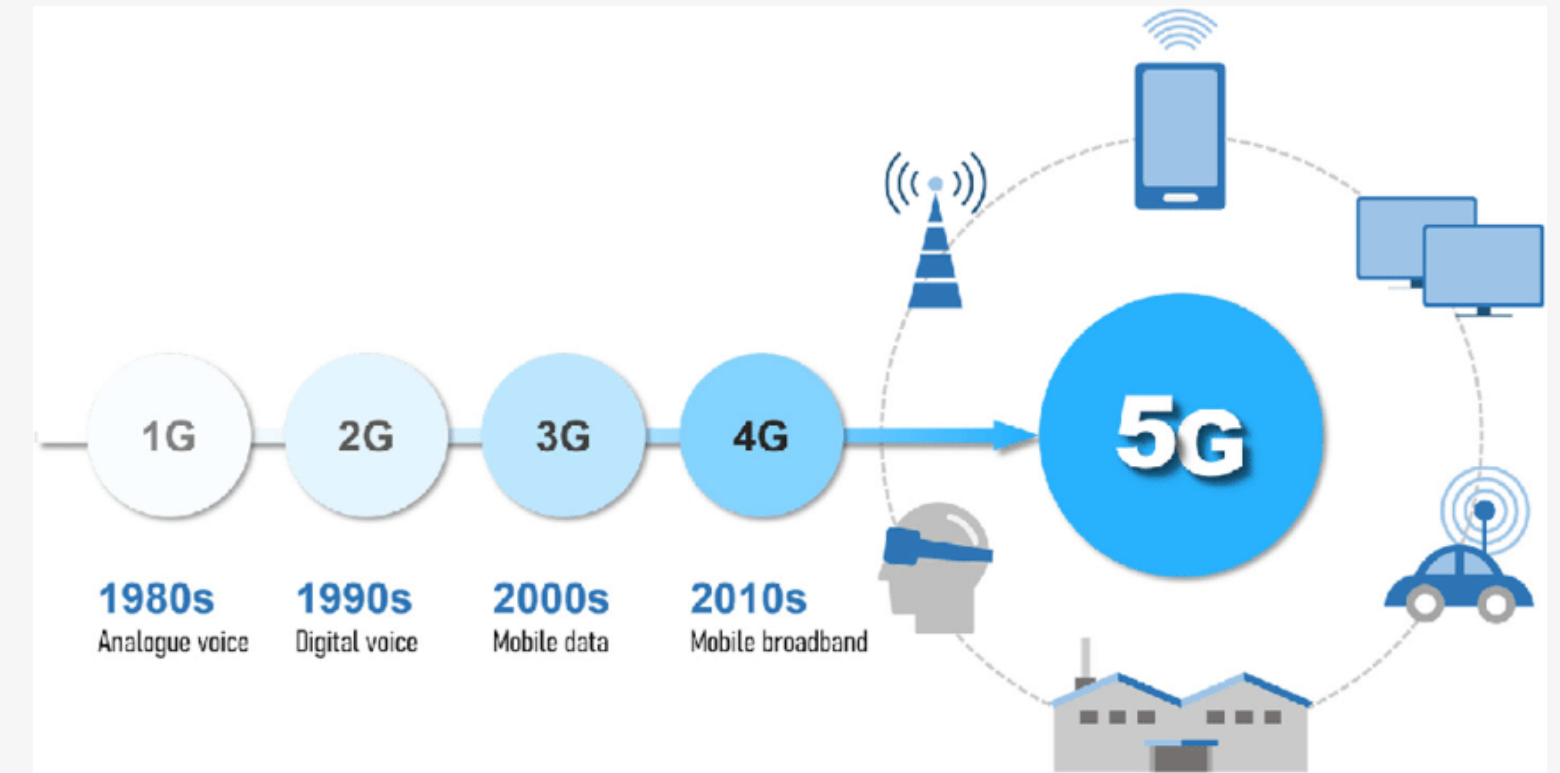 1G
2G
3G
4G
5G
1980s
Analogue voice
1990s
Digital voice
2000s
Mobile data
2010s
Mobile broadband